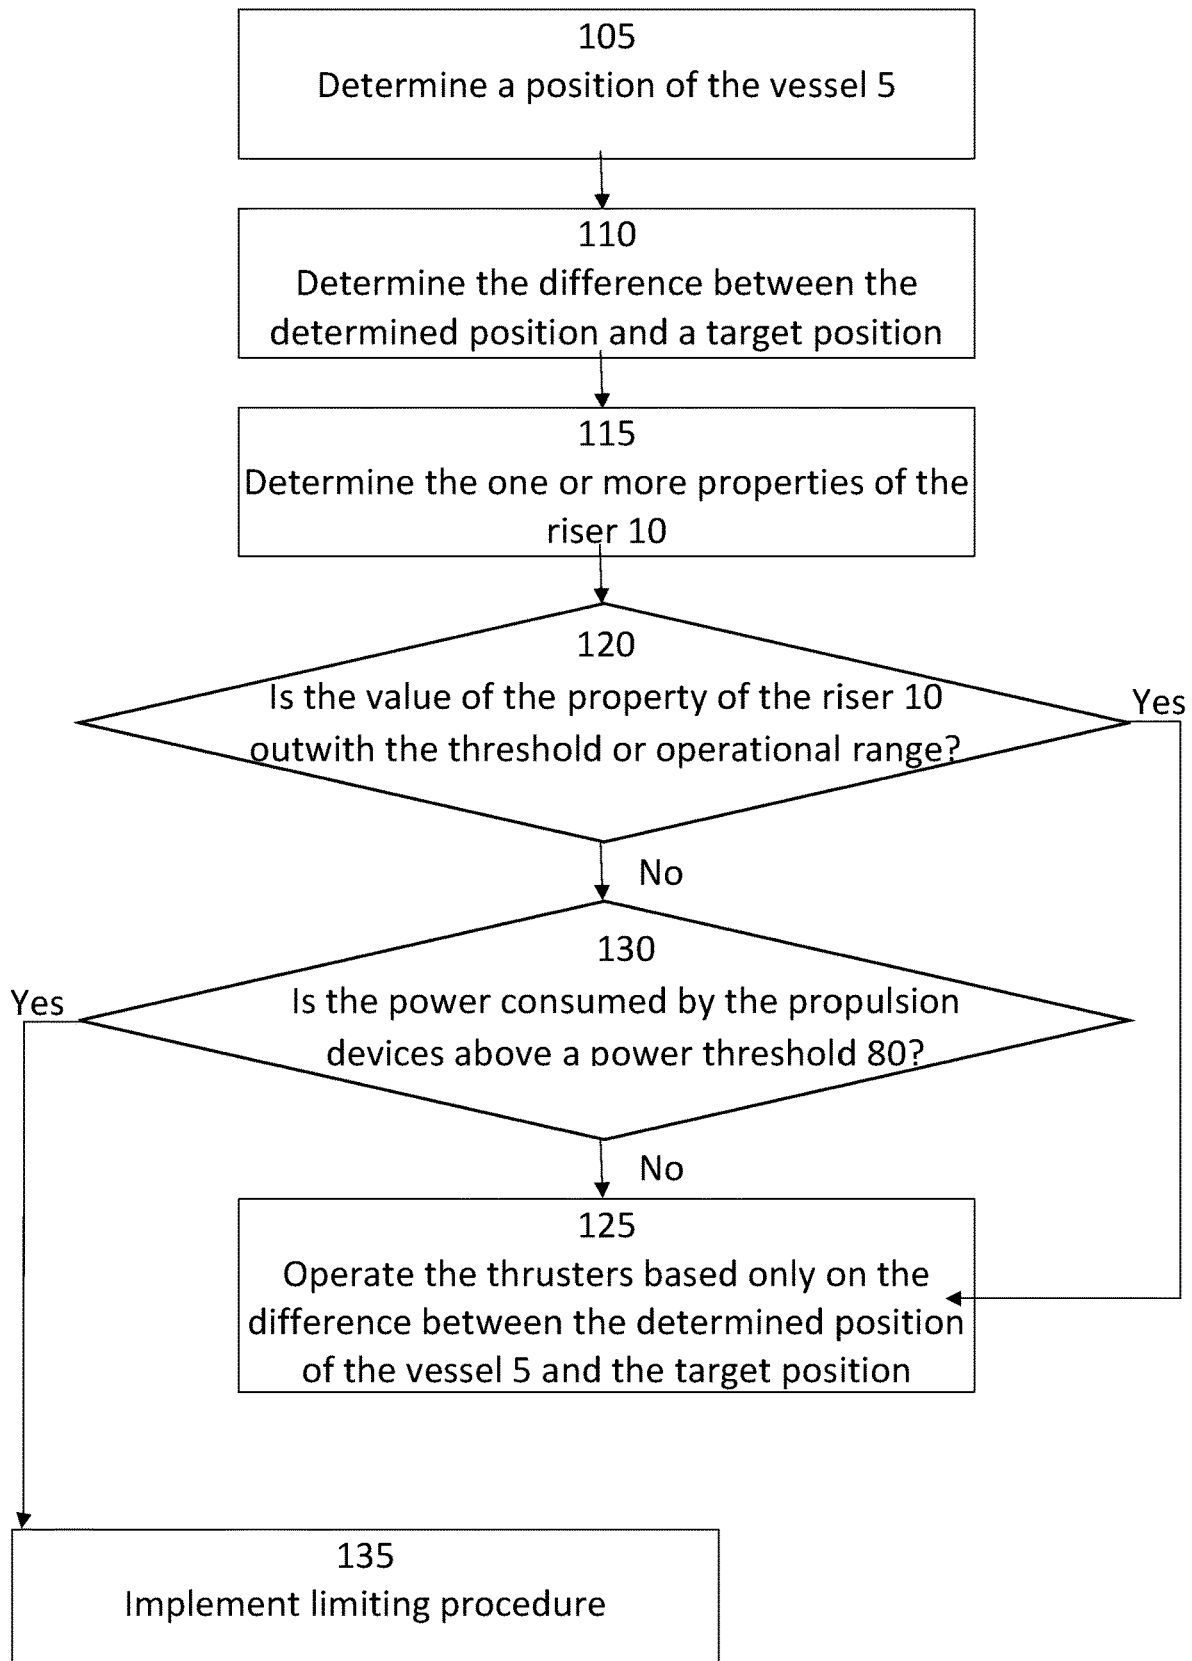 105
Determine a position of the vessel 5
110
Determine the difference between the
determined position and a target position
115
Determine the one or more properties of the
riser 10
120
Is the value of the property of the riser 10
outwith the threshold or operational range?
Yes
No
130
Is the power consumed by the propulsion
devices above a power threshold 80?
Yes
No
125
Operate the thrusters based only on the
difference between the determined position
of the vessel 5 and the target position
135
Implement limiting procedure